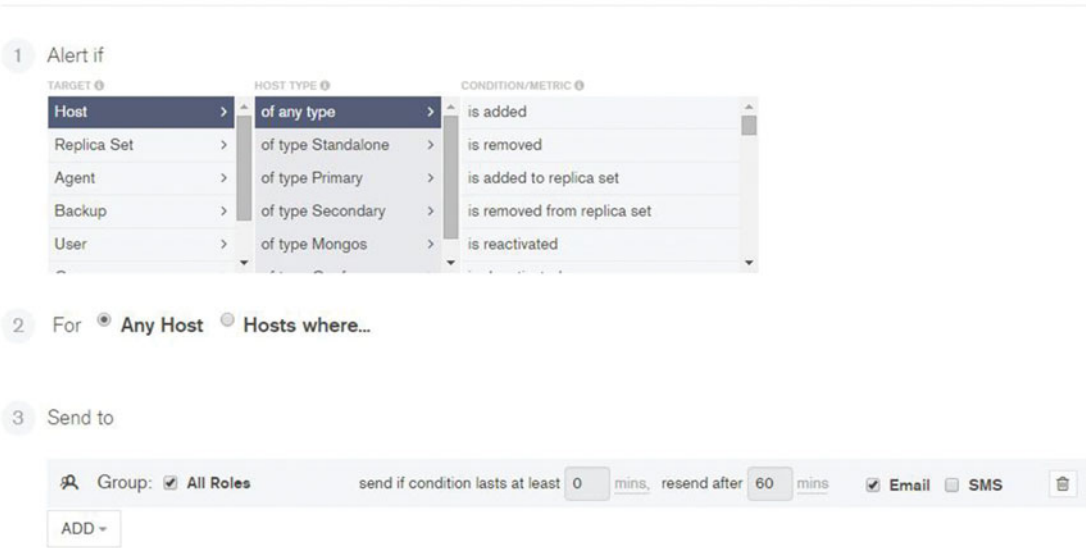 1 Alert if
TARGET HOST TYPE CONDITION/METRIC
Host > of any type > is added
Replica Set > of type Standalone > is removed
Agent > of type Primary > is added to replica set
Backup > of type Secondary > is removed from replica set
User > of type Mongos > is reactivated
2 For Any Host Hosts where...
3 Send to
Group: All Roles send if condition lasts at least 0 mins, resend after 60 mins Email SMS
ADD